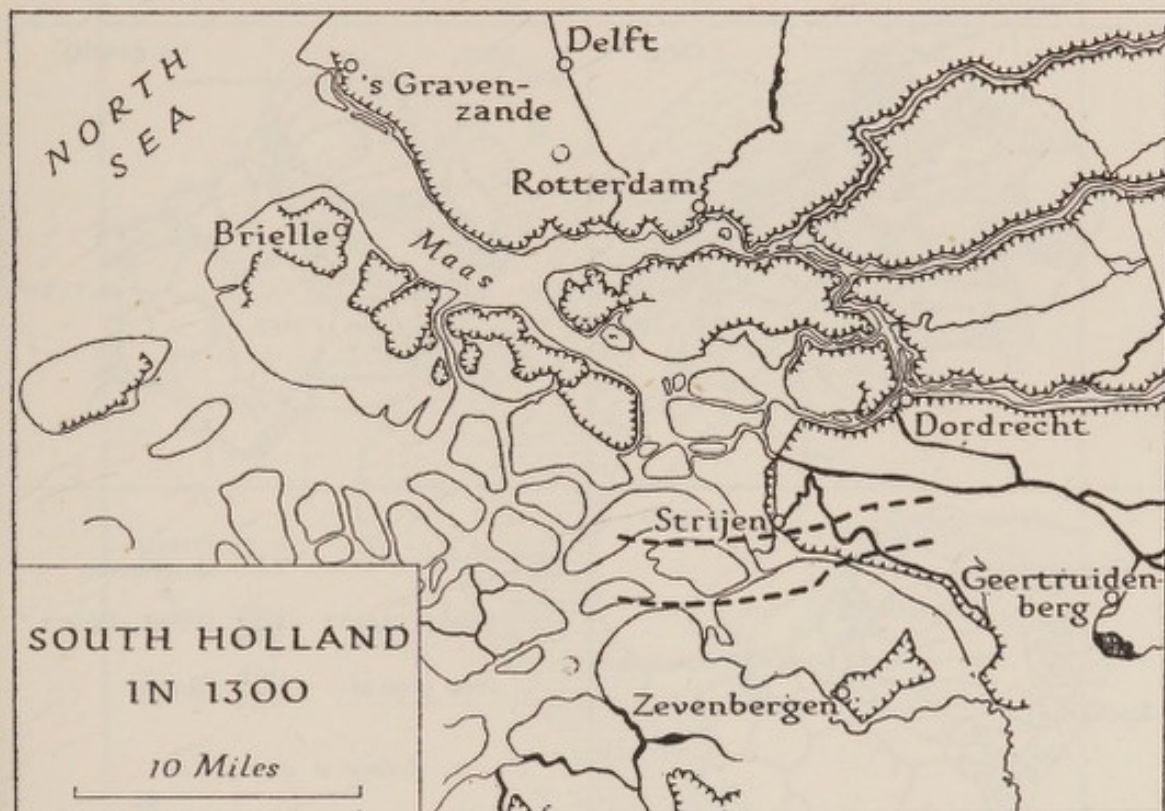 NORTH
SEA
Delft
's Graven-
zande
Rotterdam
Brielle
Maas
Dordrecht
Strijen
Geertruiden-
berg
Zevenbergen
SOUTH HOLLAND
IN 1300
10 Miles